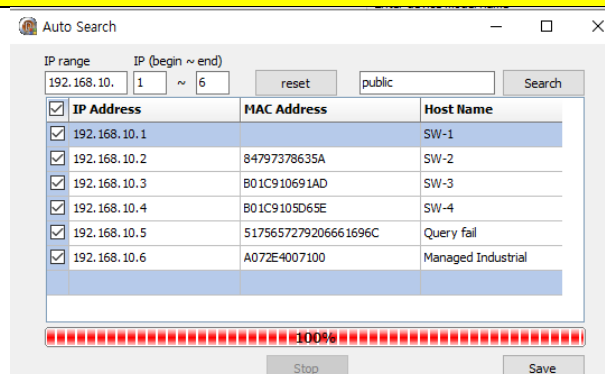 Auto Search
IP range IP (begin ~ end)
192.168.10. 1 ~ 6 reset public Search
IP Address MAC Address Host Name
192.168.10.1 SW-1
192.168.10.2 84797378635A SW-2
192.168.10.3 B01C910691AD SW-3
192.168.10.4 B01C9105D65E SW-4
192.168.10.5 5175657279206661696C Query fail
192.168.10.6 A072E4007100 Managed Industrial
100%
Stop Save